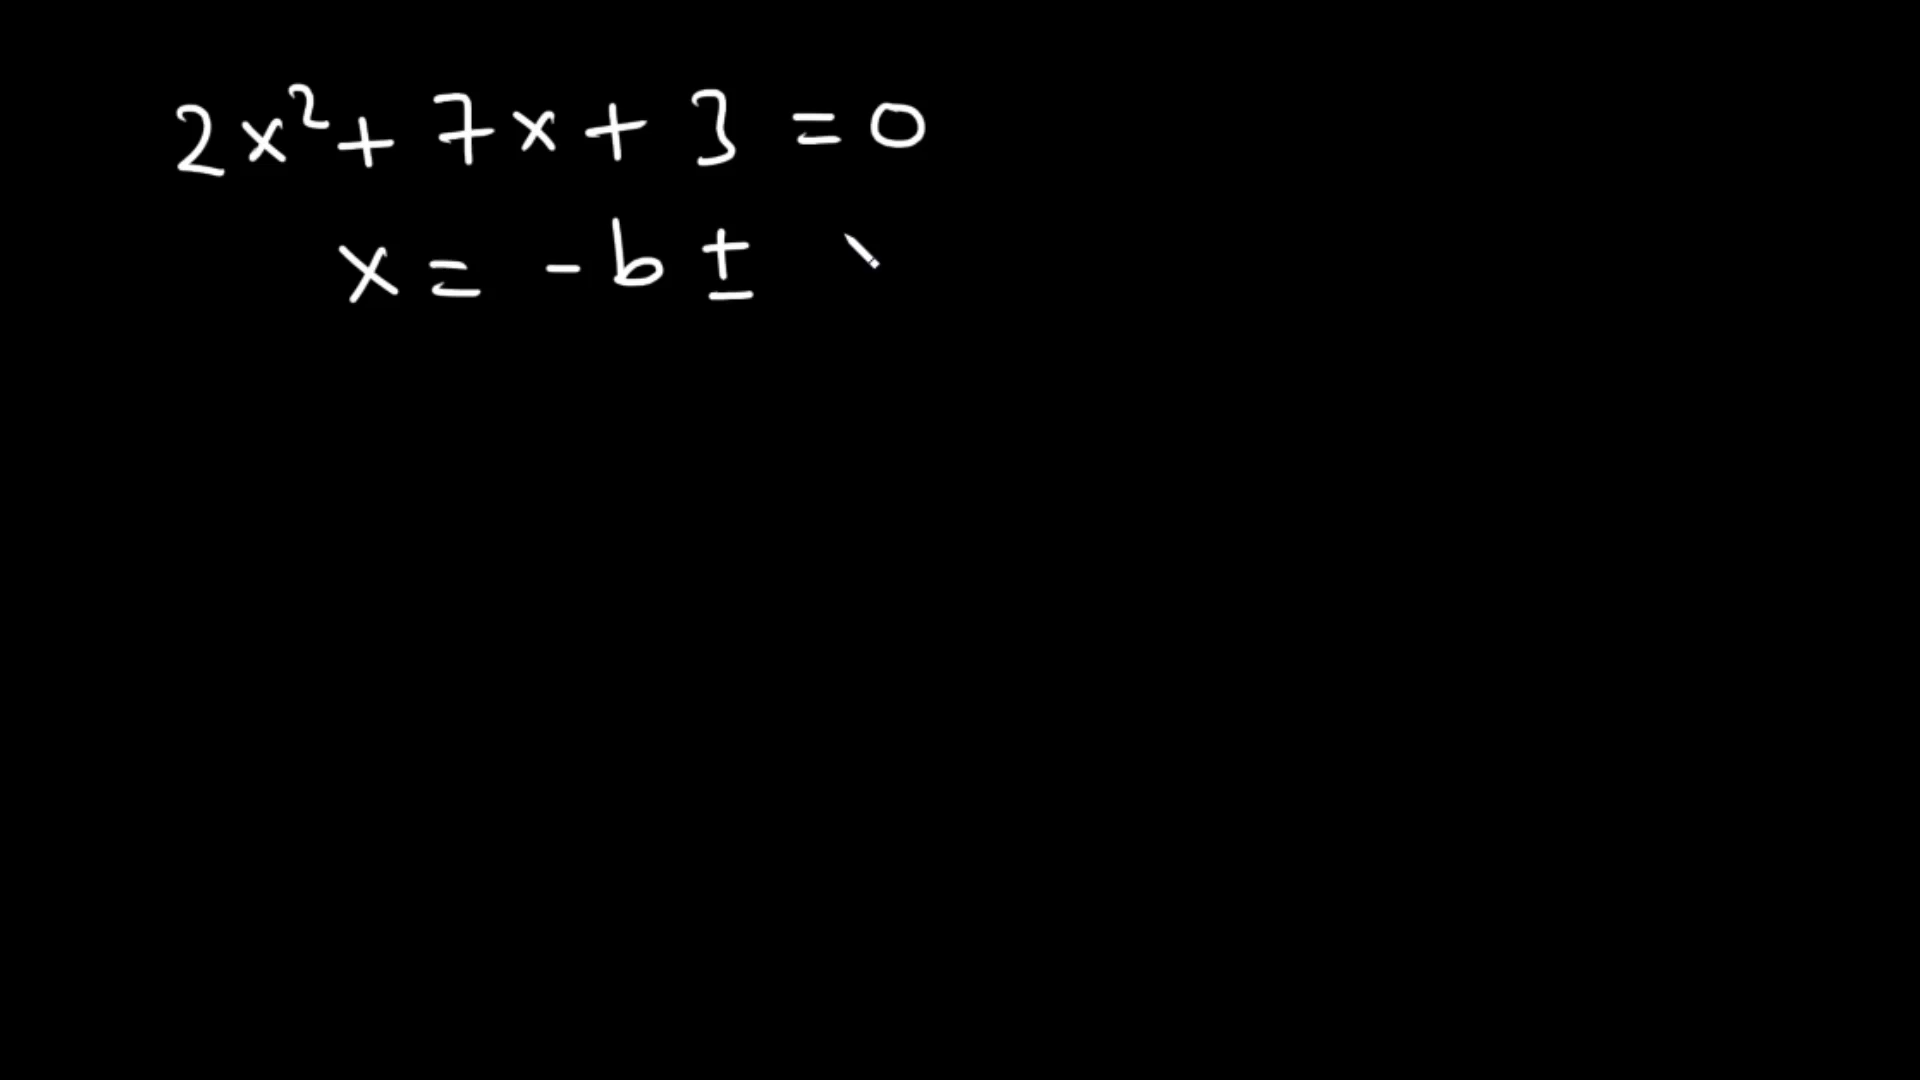 2x² + 7x + 3 = 0
x = -b ±